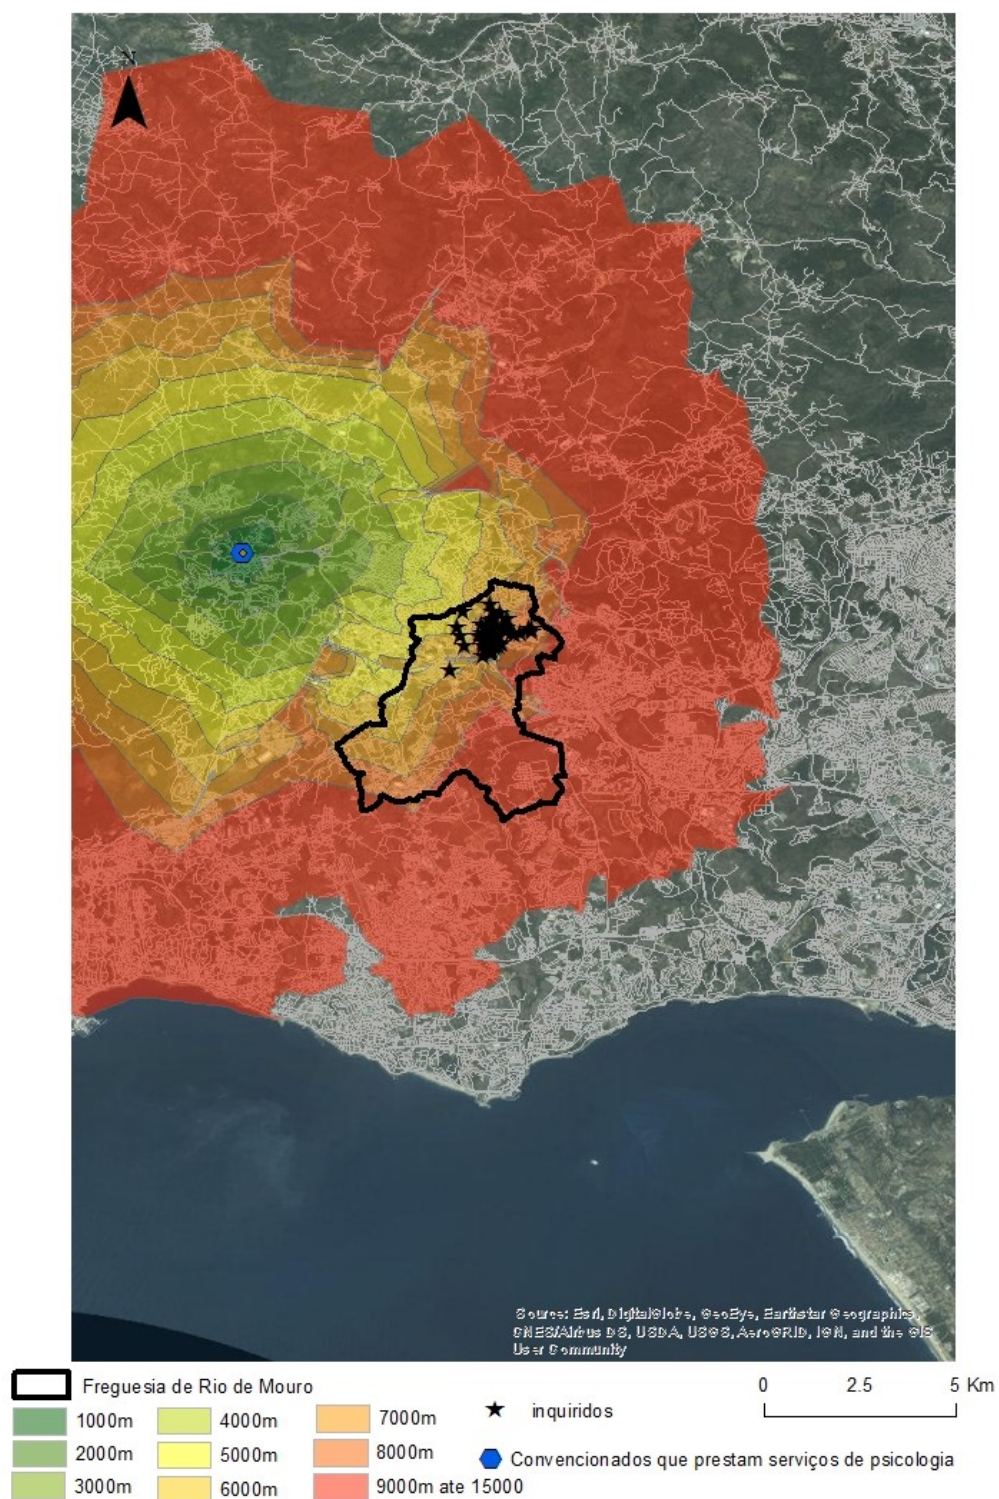 N
Source: Esri, DigitalGlobe, GeoEye, Earthstar Geographics,
CNES/Airbus DS, USDA, USGS, AeroGRID, IGN, and the GIS
User Community
Freguesia de Rio de Mouro
1000m
2000m
3000m
4000m
5000m
6000m
7000m
8000m
9000m ate 15000
inquiridos
Convencionados que prestam serviços de psicologia
0 2.5 5 Km